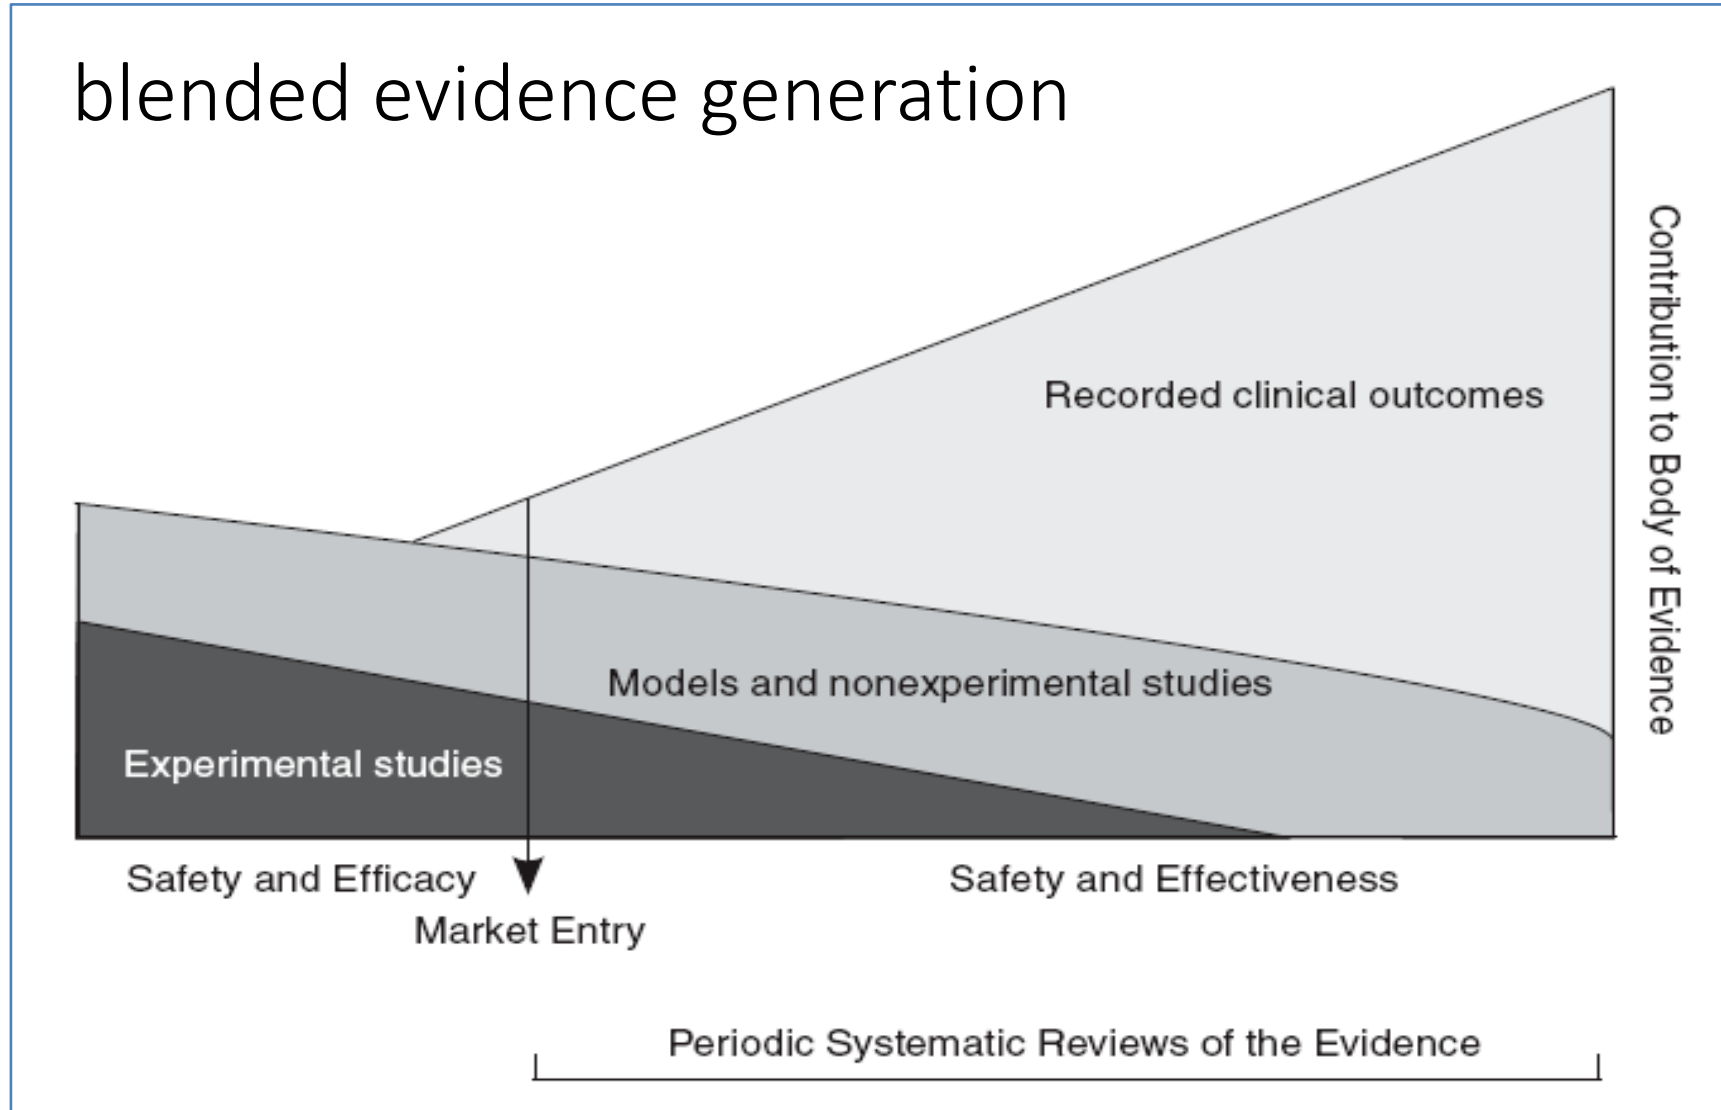 blended evidence generation
Recorded clinical outcomes
Contribution to Body of Evidence
Models and nonexperimental studies
Experimental studies
Safety and Efficacy
Safety and Effectiveness
Market Entry
Periodic Systematic Reviews of the Evidence